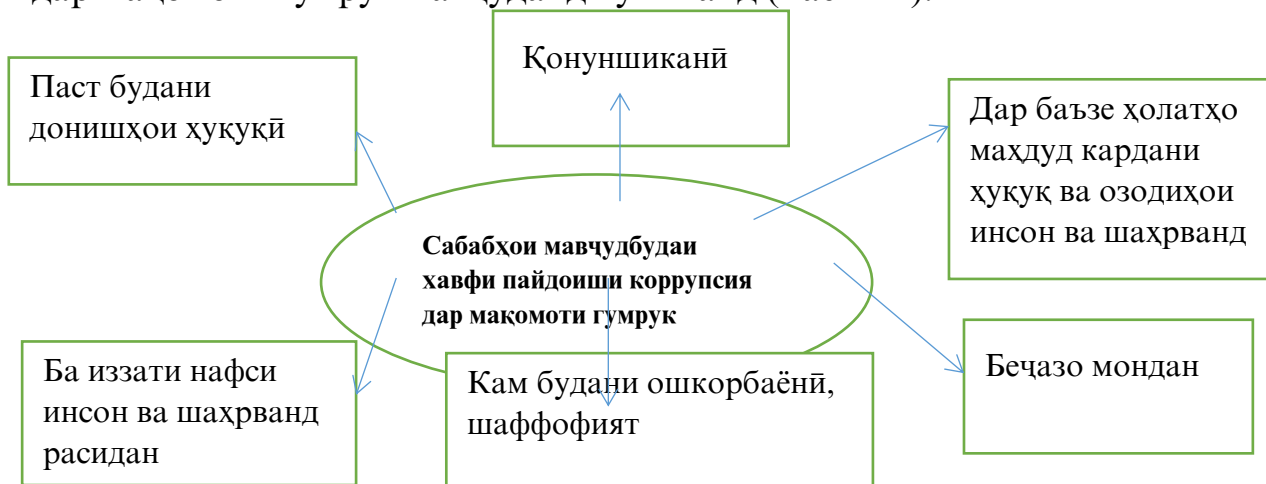 Қонуншиканӣ
Паст будани
донишҳои ҳуқуқӣ
Дар баъзе ҳолатҳо
маҳдуд кардани
ҳуқуқ ва озодиҳои
инсон ва шаҳрванд
Сабабҳои мавҷудбудаи
хавфи пайдоиши коррупсия
дар мақомоти гумрук
Ба иззати нафси
инсон ва шаҳрванд
расидан
Кам будани ошкорбаёнӣ,
шаффофият
Беҷазо мондан